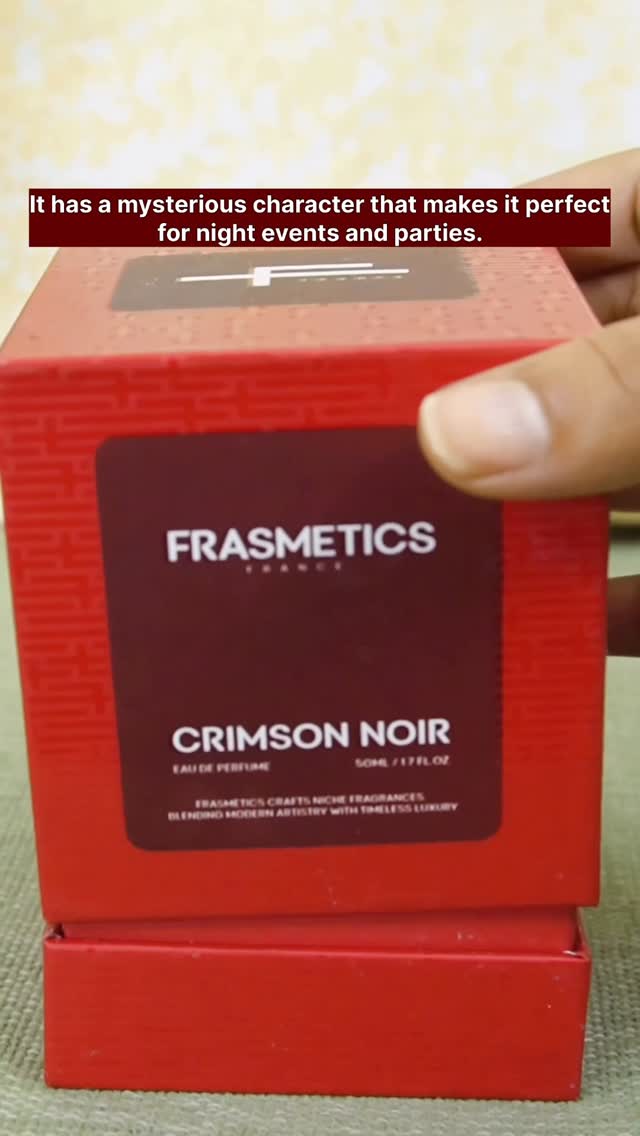 It has a mysterious character that makes it perfect
for night events and parties.
FRASMETICS
FRANCE
CRIMSON NOIR
EAU DE PERFUME 50ML / 1.7 FL.OZ
FRASMETICS CRAFTS NICHE FRAGRANCES
BLENDING MODERN ARTISTRY WITH TIMELESS LUXURY